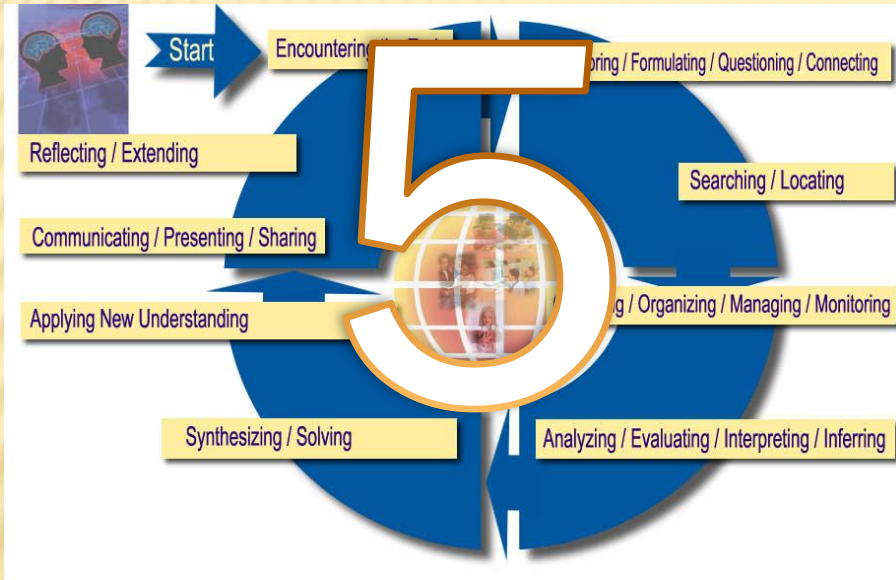 Start
Encountering the
5
/ Formulating / Questioning / Connecting
Reflecting / Extending
Searching / Locating
Communicating / Presenting / Sharing
/ Organizing / Managing / Monitoring
Applying New Understanding
Synthesizing / Solving
Analyzing / Evaluating / Interpreting / Inferring